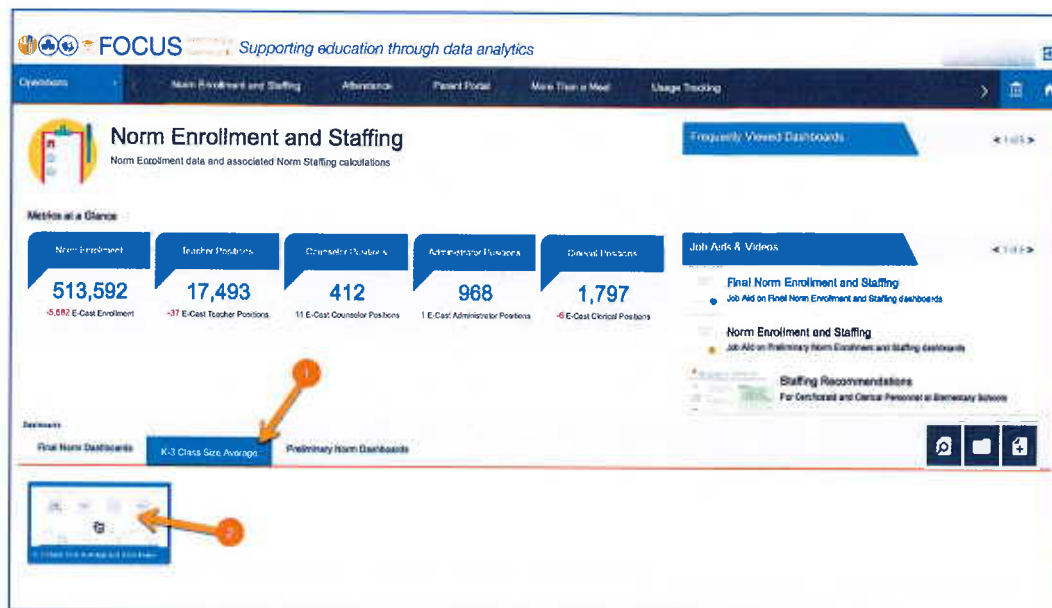 FOCUS Supporting education through data analytics
Operations Norm Enrollment and Staffing Attendance Parent Portal More Than a Meal Usage Tracking
Norm Enrollment and Staffing
Norm Enrollment data and associated Norm Staffing calculations
Frequently Viewed Dashboards
Metrics at a Glance
Norm Enrollment Teacher Positions Counselor Positions Administrator Positions Clerical Positions
513,592 17,493 412 968 1,797
-5,682 E-Cast Enrollment -37 E-Cast Teacher Positions 11 E-Cast Counselor Positions 1 E-Cast Administrator Positions -6 E-Cast Clerical Positions
Job Aids & Videos
Final Norm Enrollment and Staffing
Job Aid on Final Norm Enrollment and Staffing dashboards
Norm Enrollment and Staffing
Job Aid on Preliminary Norm Enrollment and Staffing dashboards
Staffing Recommendations
For Certificated and Clerical Personnel at Elementary Schools
1
Dashboards
Final Norm Dashboards K-3 Class Size Average Preliminary Norm Dashboards
2